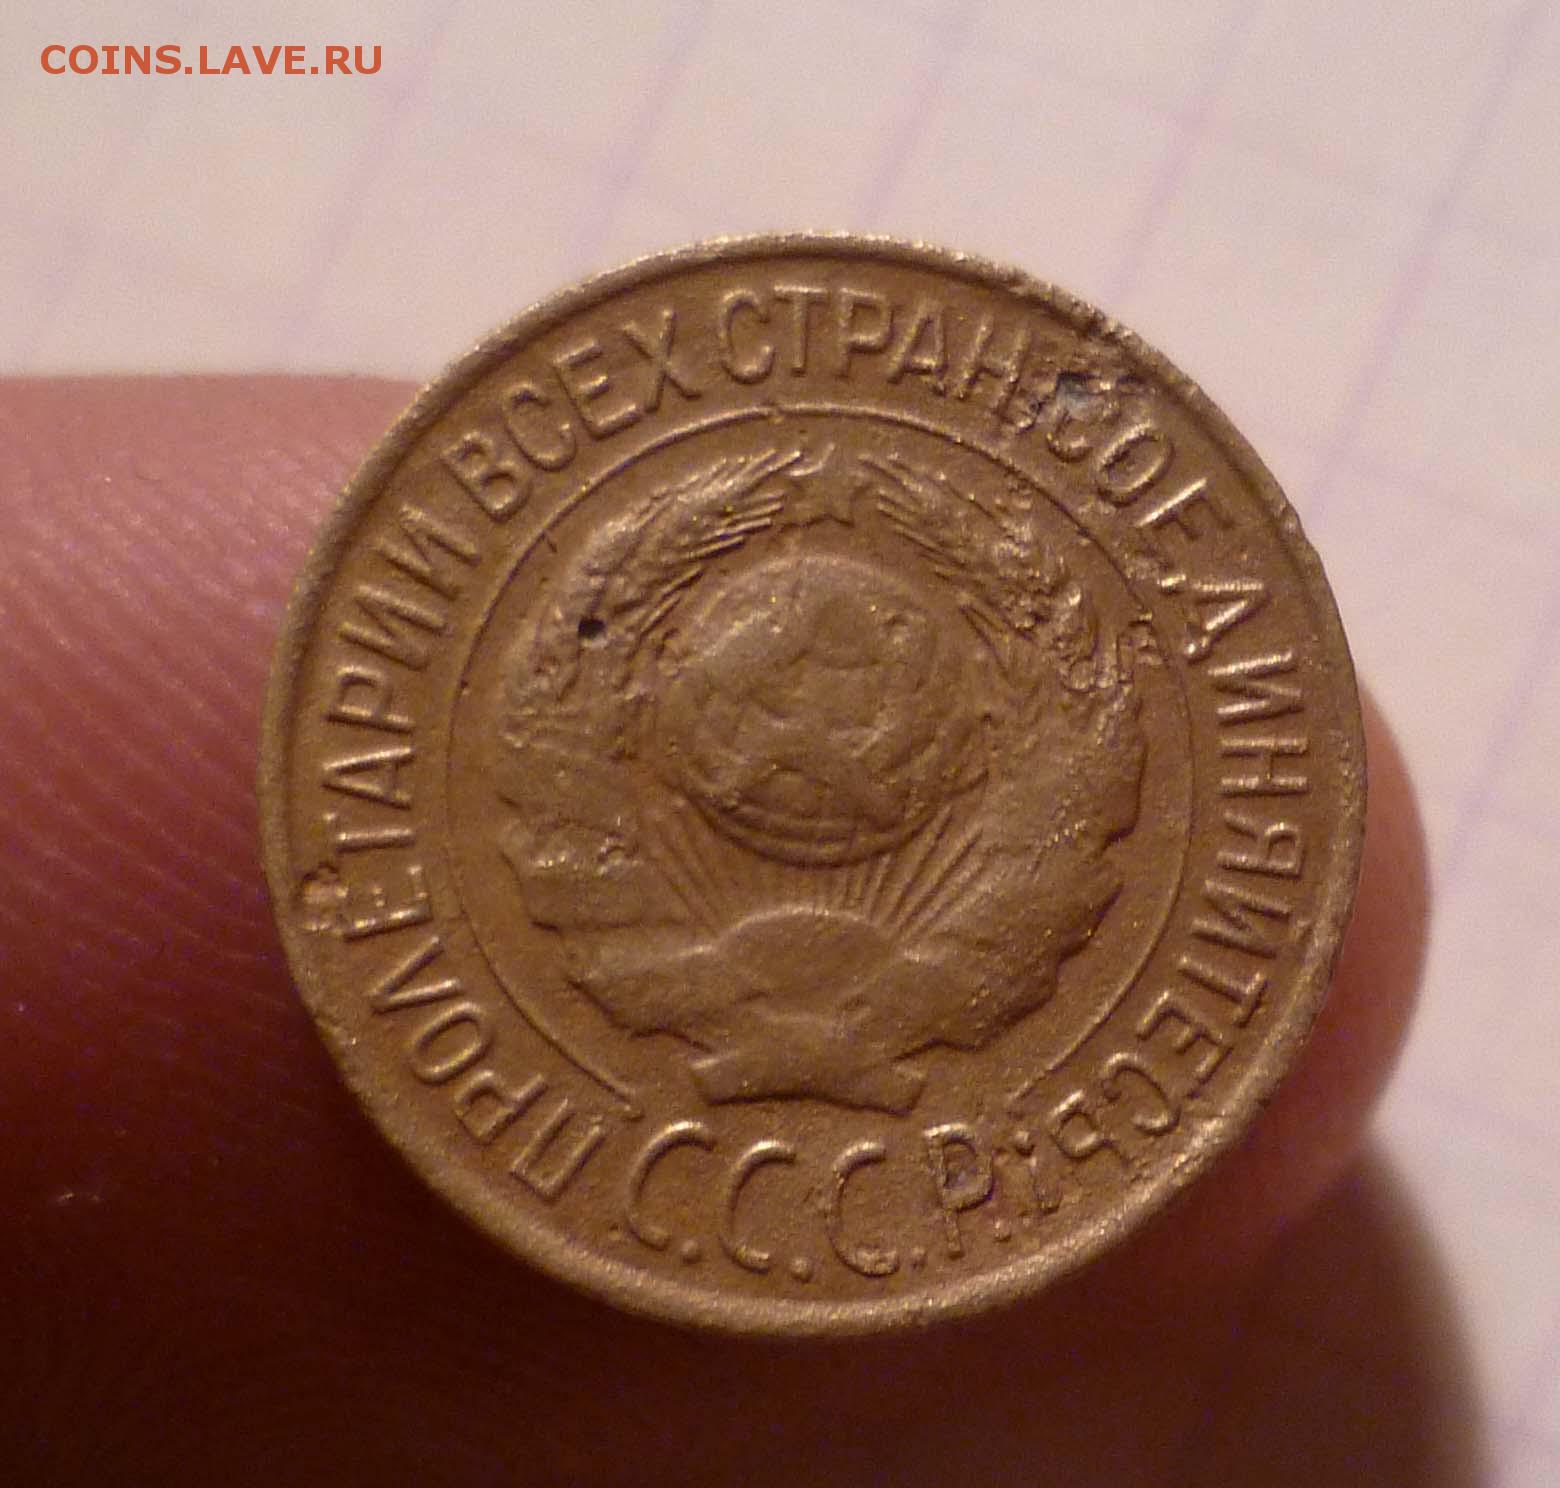 COINS.LAVE.RU
ПРОЛЕТАРИИ ВСЕХ СТРАН, СОЕДИНЯЙТЕСЬ
С.С.С.Р.